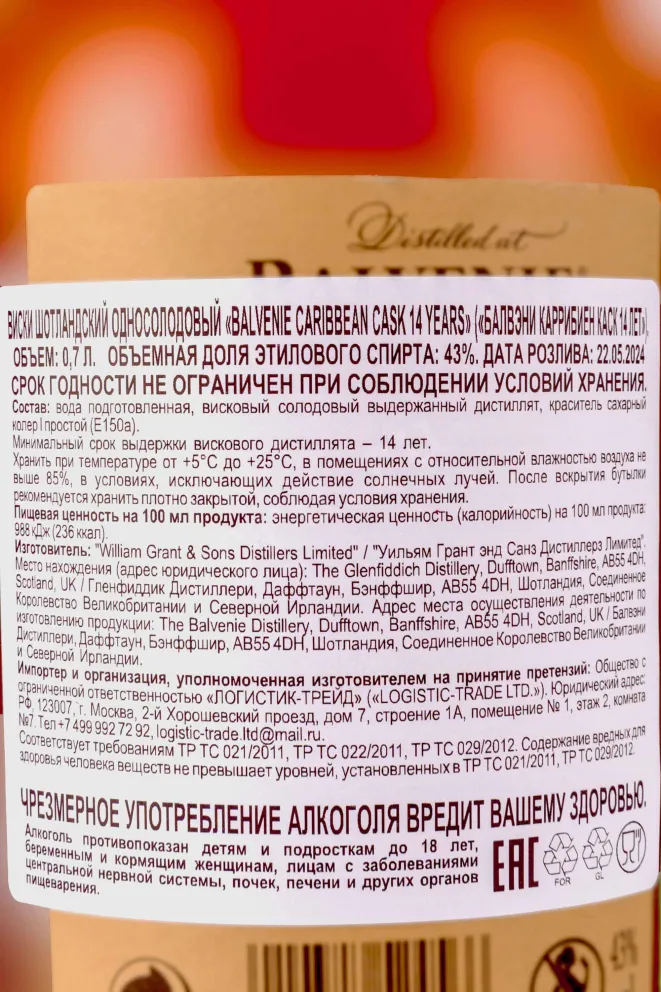 Distilled at
BALVENIE
ВИСКИ ШОТЛАНДСКИЙ ОДНОСОЛОДОВЫЙ «BALVENIE CARIBBEAN CASK 14 YEARS» («БАЛВЭНИ КАРРИБИЕН КАСК 14 ЛЕТ»),
ОБЪЕМ: 0,7 Л. ОБЪЕМНАЯ ДОЛЯ ЭТИЛОВОГО СПИРТА: 43%. ДАТА РОЗЛИВА: 22.05.2024
СРОК ГОДНОСТИ НЕ ОГРАНИЧЕН ПРИ СОБЛЮДЕНИИ УСЛОВИЙ ХРАНЕНИЯ.
Состав: вода подготовленная, висковый солодовый выдержанный дистиллят, краситель сахарный
колер I простой (Е150а).
Минимальный срок выдержки вискового дистиллята – 14 лет.
Хранить при температуре от +5°С до +25°С, в помещениях с относительной влажностью воздуха не
выше 85%, в условиях, исключающих действие солнечных лучей. После вскрытия бутылки
рекомендуется хранить плотно закрытой, соблюдая условия хранения.
Пищевая ценность на 100 мл продукта: энергетическая ценность (калорийность) на 100 мл продукта:
988 кДж (236 ккал).
Изготовитель: "William Grant & Sons Distillers Limited" / "Уильям Грант энд Санз Дистиллерз Лимитед".
Место нахождения (адрес юридического лица): The Glenfiddich Distillery, Dufftown, Banffshire, AB55 4DH,
Scotland, UK / Гленфиддик Дистиллери, Даффтаун, Бэнффшир, AB55 4DH, Шотландия, Соединенное
Королевство Великобритании и Северной Ирландии. Адрес места осуществления деятельности по
изготовлению продукции: The Balvenie Distillery, Dufftown, Banffshire, AB55 4DH, Scotland, UK / Балвэни
Дистиллери, Даффтаун, Бэнффшир, AB55 4DH, Шотландия, Соединенное Королевство Великобритании
и Северной Ирландии.
Импортер и организация, уполномоченная изготовителем на принятие претензий: Общество с
ограниченной ответственностью «ЛОГИСТИК-ТРЕЙД» («LOGISTIC-TRADE LTD.»). Юридический адрес:
РФ, 123007, г. Москва, 2-й Хорошевский проезд, дом 7, строение 1А, помещение № 1, этаж 2, комната
№7. Тел +7 499 992 72 92, logistic-trade.ltd@mail.ru.
Соответствует требованиям ТР ТС 021/2011, ТР ТС 022/2011, ТР ТС 029/2012. Содержание вредных для
здоровья человека веществ не превышает уровней, установленных в ТР ТС 021/2011, ТР ТС 029/2012.
ЧРЕЗМЕРНОЕ УПОТРЕБЛЕНИЕ АЛКОГОЛЯ ВРЕДИТ ВАШЕМУ ЗДОРОВЬЮ.
Алкоголь противопоказан детям и подросткам до 18 лет,
беременным и кормящим женщинам, лицам с заболеваниями
центральной нервной системы, почек, печени и других органов
пищеварения.
ЕАС
FOR
GL
43%